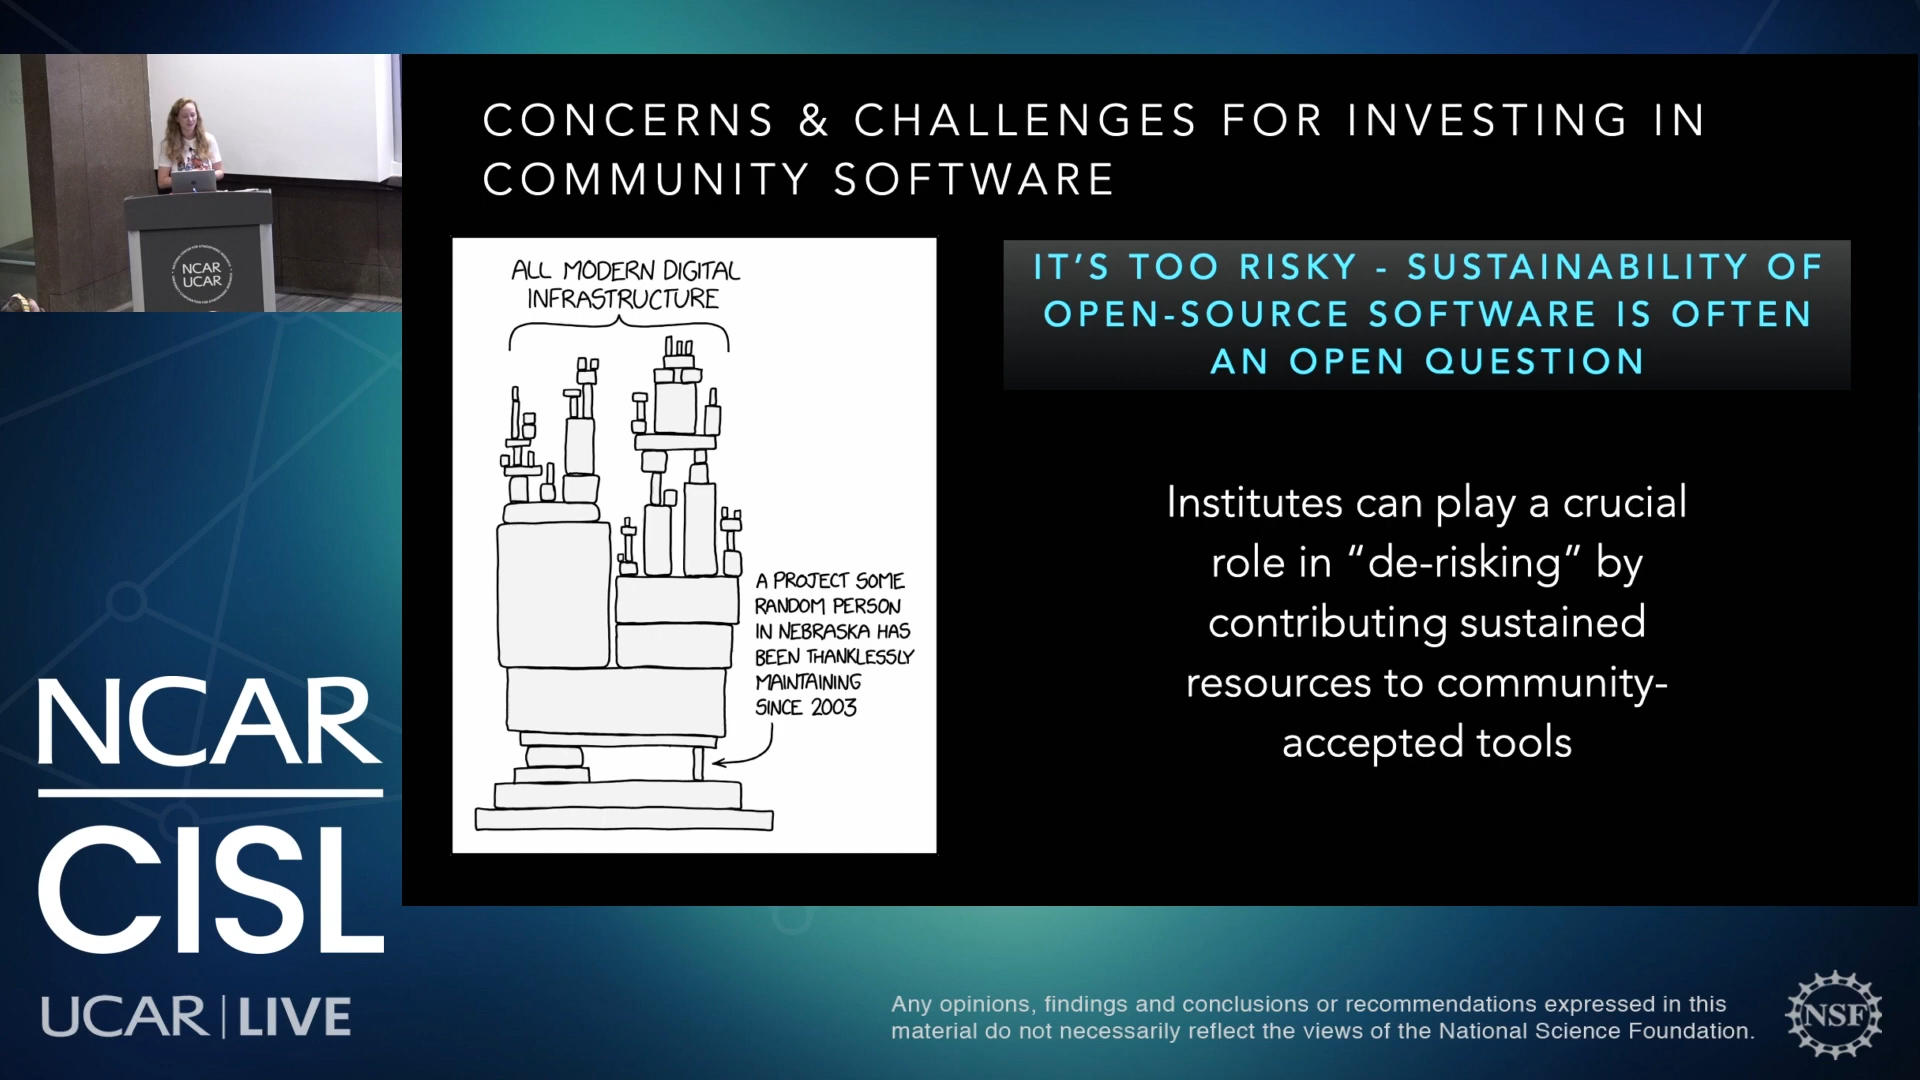 CONCERNS & CHALLENGES FOR INVESTING IN
COMMUNITY SOFTWARE
ALL MODERN DIGITAL
INFRASTRUCTURE
A PROJECT SOME
RANDOM PERSON
IN NEBRASKA HAS
BEEN THANKLESSLY
MAINTAINING
SINCE 2003
IT’S TOO RISKY - SUSTAINABILITY OF
OPEN-SOURCE SOFTWARE IS OFTEN
AN OPEN QUESTION
Institutes can play a crucial
role in “de-risking” by
contributing sustained
resources to community-
accepted tools
NCAR
UCAR
NCAR
CISL
UCAR | LIVE
Any opinions, findings and conclusions or recommendations expressed in this
material do not necessarily reflect the views of the National Science Foundation.
NSF